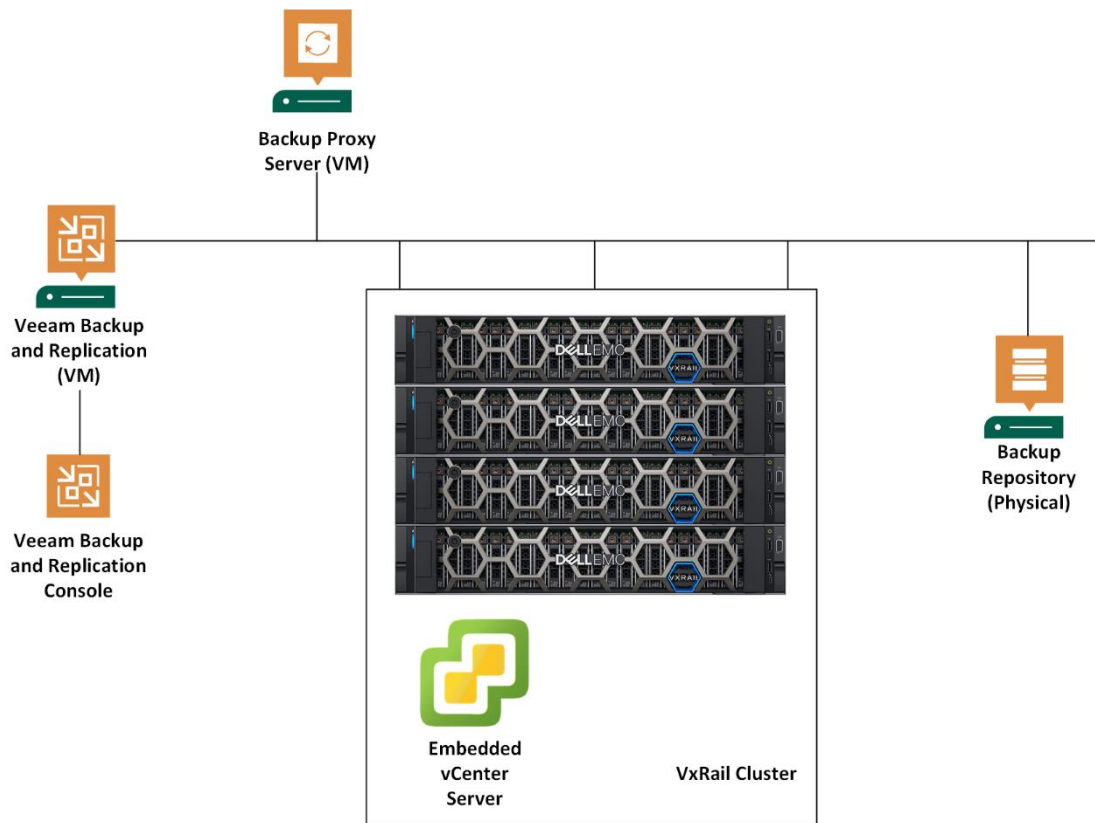 Backup Proxy
Server (VM)
Veeam Backup
and Replication
(VM)
Veeam Backup
and Replication
Console
DELLEMC
VXRAIL
DELLEMC
VXRAIL
DELLEMC
VXRAIL
DELLEMC
VXRAIL
Embedded
vCenter
Server
VxRail Cluster
Backup
Repository
(Physical)